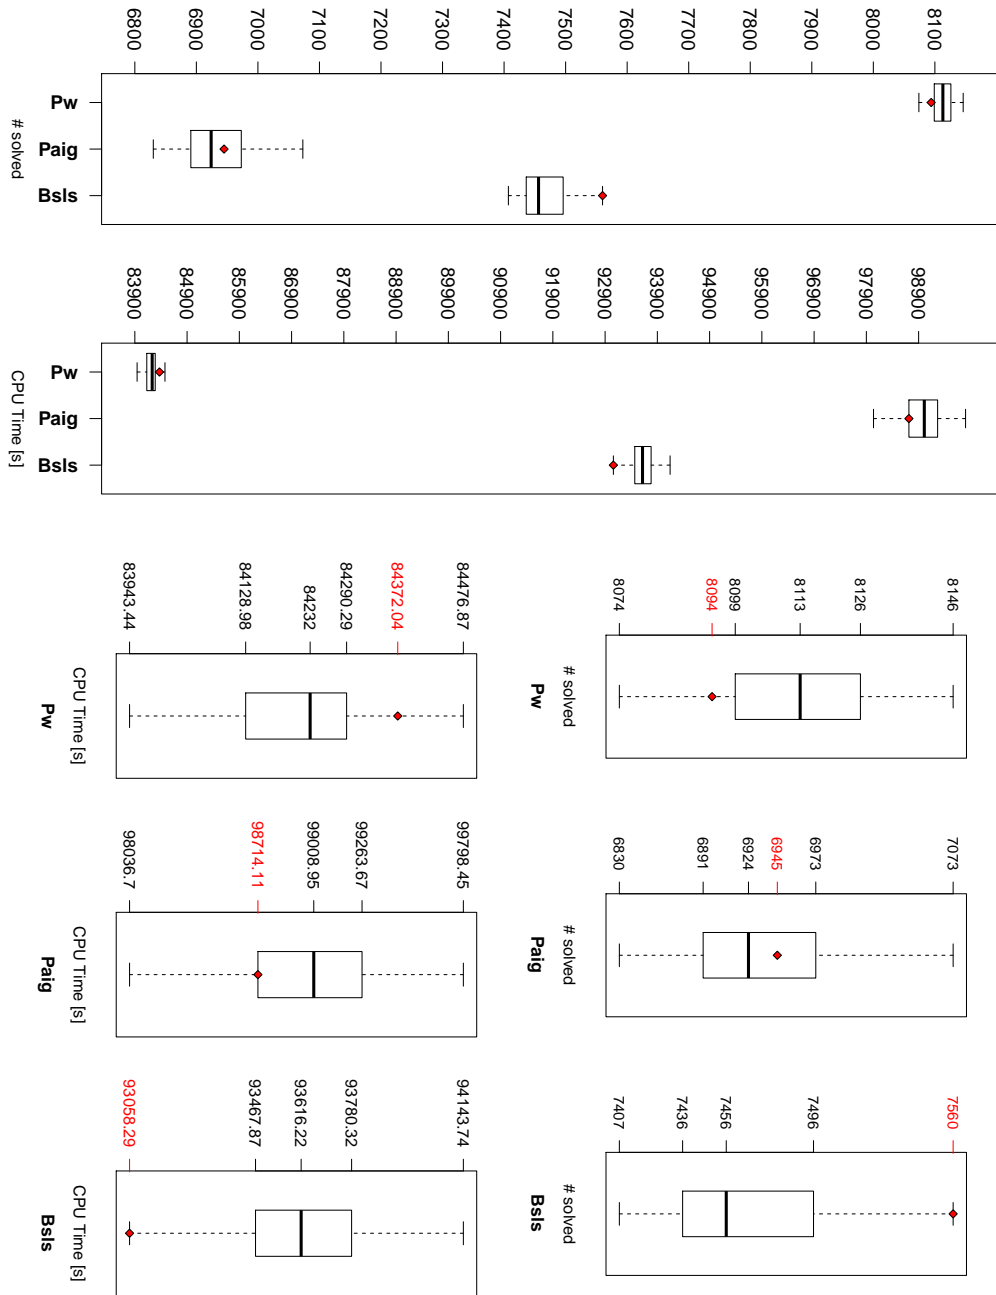 6800 6900 7000 7100 7200 7300 7400 7500 7600 7700 7800 7900 8000 8100
Pw
Paig
Bsls
# solved
83900 84900 85900 86900 87900 88900 89900 90900 91900 92900 93900 94900 95900 96900 97900 98900
Pw
Paig
Bsls
CPU Time [s]
83943.44 84128.98 84232 84290.29 84372.04 84476.87
CPU Time [s]
Pw
8074 8094 8099 8113 8126 8146
# solved
Pw
98036.7 98714.11 99008.95 99263.67 99798.45
CPU Time [s]
Paig
6830 6891 6924 6945 6973 7073
# solved
Paig
93058.29 93467.87 93616.22 93780.32 94143.74
CPU Time [s]
Bsls
7407 7436 7456 7496 7560
# solved
Bsls